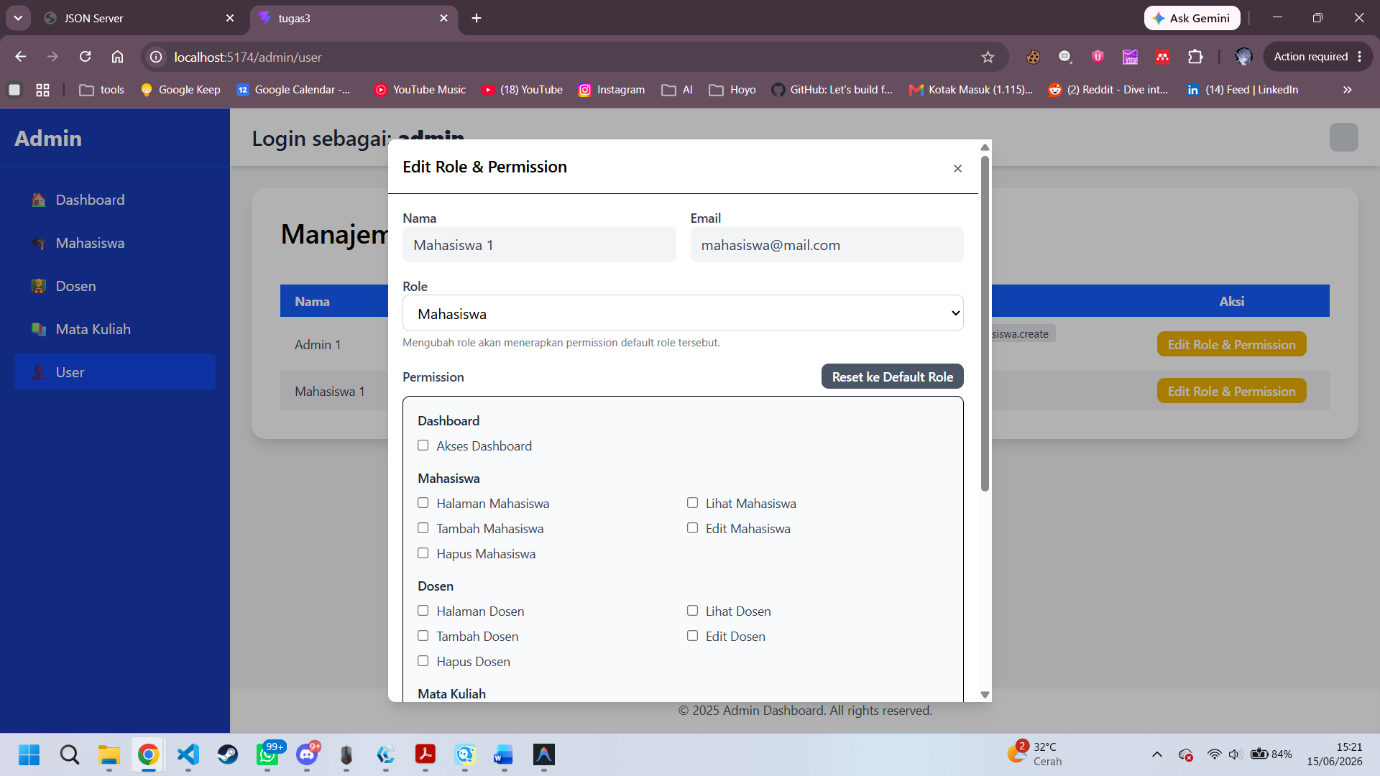 JSON Server
tugas3
Ask Gemini
localhost:5174/admin/user
Action required
tools
Google Keep
Google Calendar -...
YouTube Music
(18) YouTube
Instagram
AI
Hoyo
GitHub: Let's build f...
Kotak Masuk (1.115)...
(2) Reddit - Dive int...
(14) Feed | LinkedIn
Admin
Login sebagai: admin
Dashboard
Mahasiswa
Dosen
Mata Kuliah
User
Manajem
Nama
Aksi
Admin 1
siswa.create
Edit Role & Permission
Mahasiswa 1
Edit Role & Permission
Edit Role & Permission
Nama
Email
Mahasiswa 1
mahasiswa@mail.com
Role
Mahasiswa
Mengubah role akan menerapkan permission default role tersebut.
Permission
Reset ke Default Role
Dashboard
Akses Dashboard
Mahasiswa
Halaman Mahasiswa
Lihat Mahasiswa
Tambah Mahasiswa
Edit Mahasiswa
Hapus Mahasiswa
Dosen
Halaman Dosen
Lihat Dosen
Tambah Dosen
Edit Dosen
Hapus Dosen
Mata Kuliah
© 2025 Admin Dashboard. All rights reserved.
99+
9+
2
32°C
Cerah
84%
15:21
15/06/2026